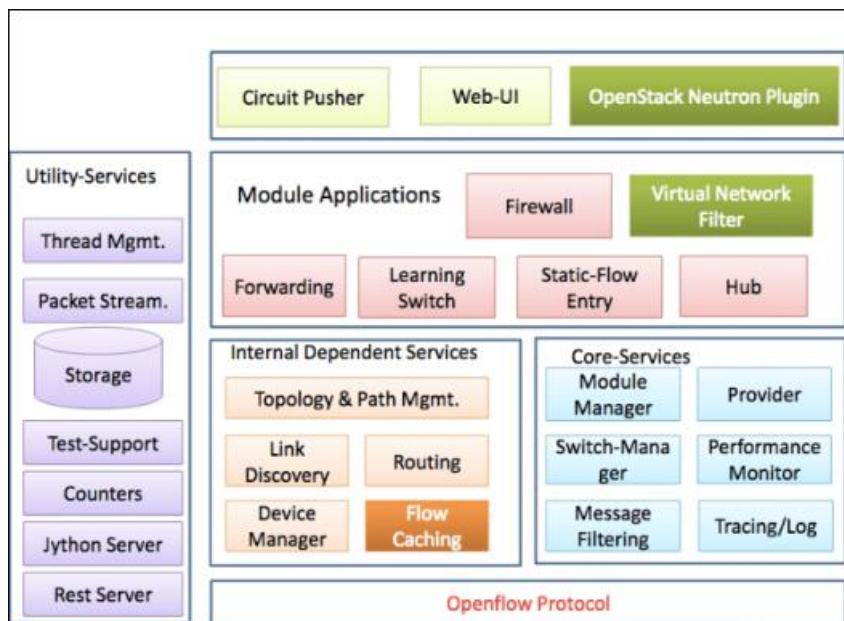 Circuit Pusher
Web-UI
OpenStack Neutron Plugin
Utility-Services
Thread Mgmt.
Packet Stream.
Storage
Test-Support
Counters
Jython Server
Rest Server
Module Applications
Firewall
Virtual Network
Filter
Forwarding
Learning
Switch
Static-Flow
Entry
Hub
Internal Dependent Services
Topology & Path Mgmt.
Link
Discovery
Routing
Device
Manager
Flow
Caching
Core-Services
Module
Manager
Provider
Switch-Mana
ger
Performance
Monitor
Message
Filtering
Tracing/Log
Openflow Protocol